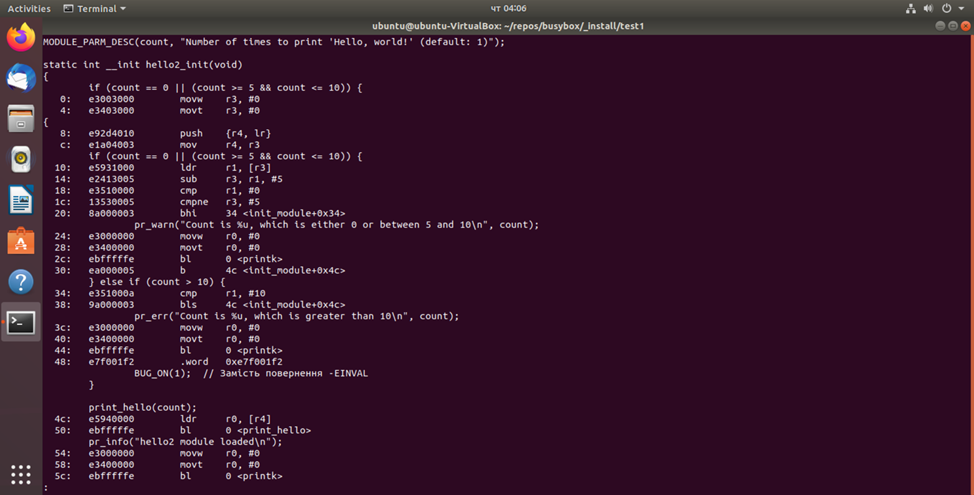 Activities Terminal чт 04:06
ubuntu@ubuntu-VirtualBox: ~/repos/busybox/_install/test1
MODULE_PARM_DESC(count, "Number of times to print 'Hello, world!' (default: 1)");

static int __init hello2_init(void)
{
        if (count == 0 || (count >= 5 && count <= 10)) {
   0:   e3003000        movw    r3, #0
   4:   e3403000        movt    r3, #0
{
   8:   e92d4010        push    {r4, lr}
   c:   e1a04003        mov     r4, r3
        if (count == 0 || (count >= 5 && count <= 10)) {
  10:   e5931000        ldr     r1, [r3]
  14:   e2413005        sub     r3, r1, #5
  18:   e3510000        cmp     r1, #0
  1c:   13530005        cmpne   r3, #5
  20:   8a000003        bhi     34 <init_module+0x34>
                pr_warn("Count is %u, which is either 0 or between 5 and 10\n", count);
  24:   e3000000        movw    r0, #0
  28:   e3400000        movt    r0, #0
  2c:   ebfffffe        bl      0 <printk>
  30:   ea000005        b       4c <init_module+0x4c>
        } else if (count > 10) {
  34:   e351000a        cmp     r1, #10
  38:   9a000003        bls     4c <init_module+0x4c>
                pr_err("Count is %u, which is greater than 10\n", count);
  3c:   e3000000        movw    r0, #0
  40:   e3400000        movt    r0, #0
  44:   ebfffffe        bl      0 <printk>
  48:   e7f001f2        .word   0xe7f001f2
                BUG_ON(1);  // Замість повернення -EINVAL
        }

        print_hello(count);
  4c:   e5940000        ldr     r0, [r4]
  50:   ebfffffe        bl      0 <print_hello>
        pr_info("hello2 module loaded\n");
  54:   e3000000        movw    r0, #0
  58:   e3400000        movt    r0, #0
  5c:   ebfffffe        bl      0 <printk>
: